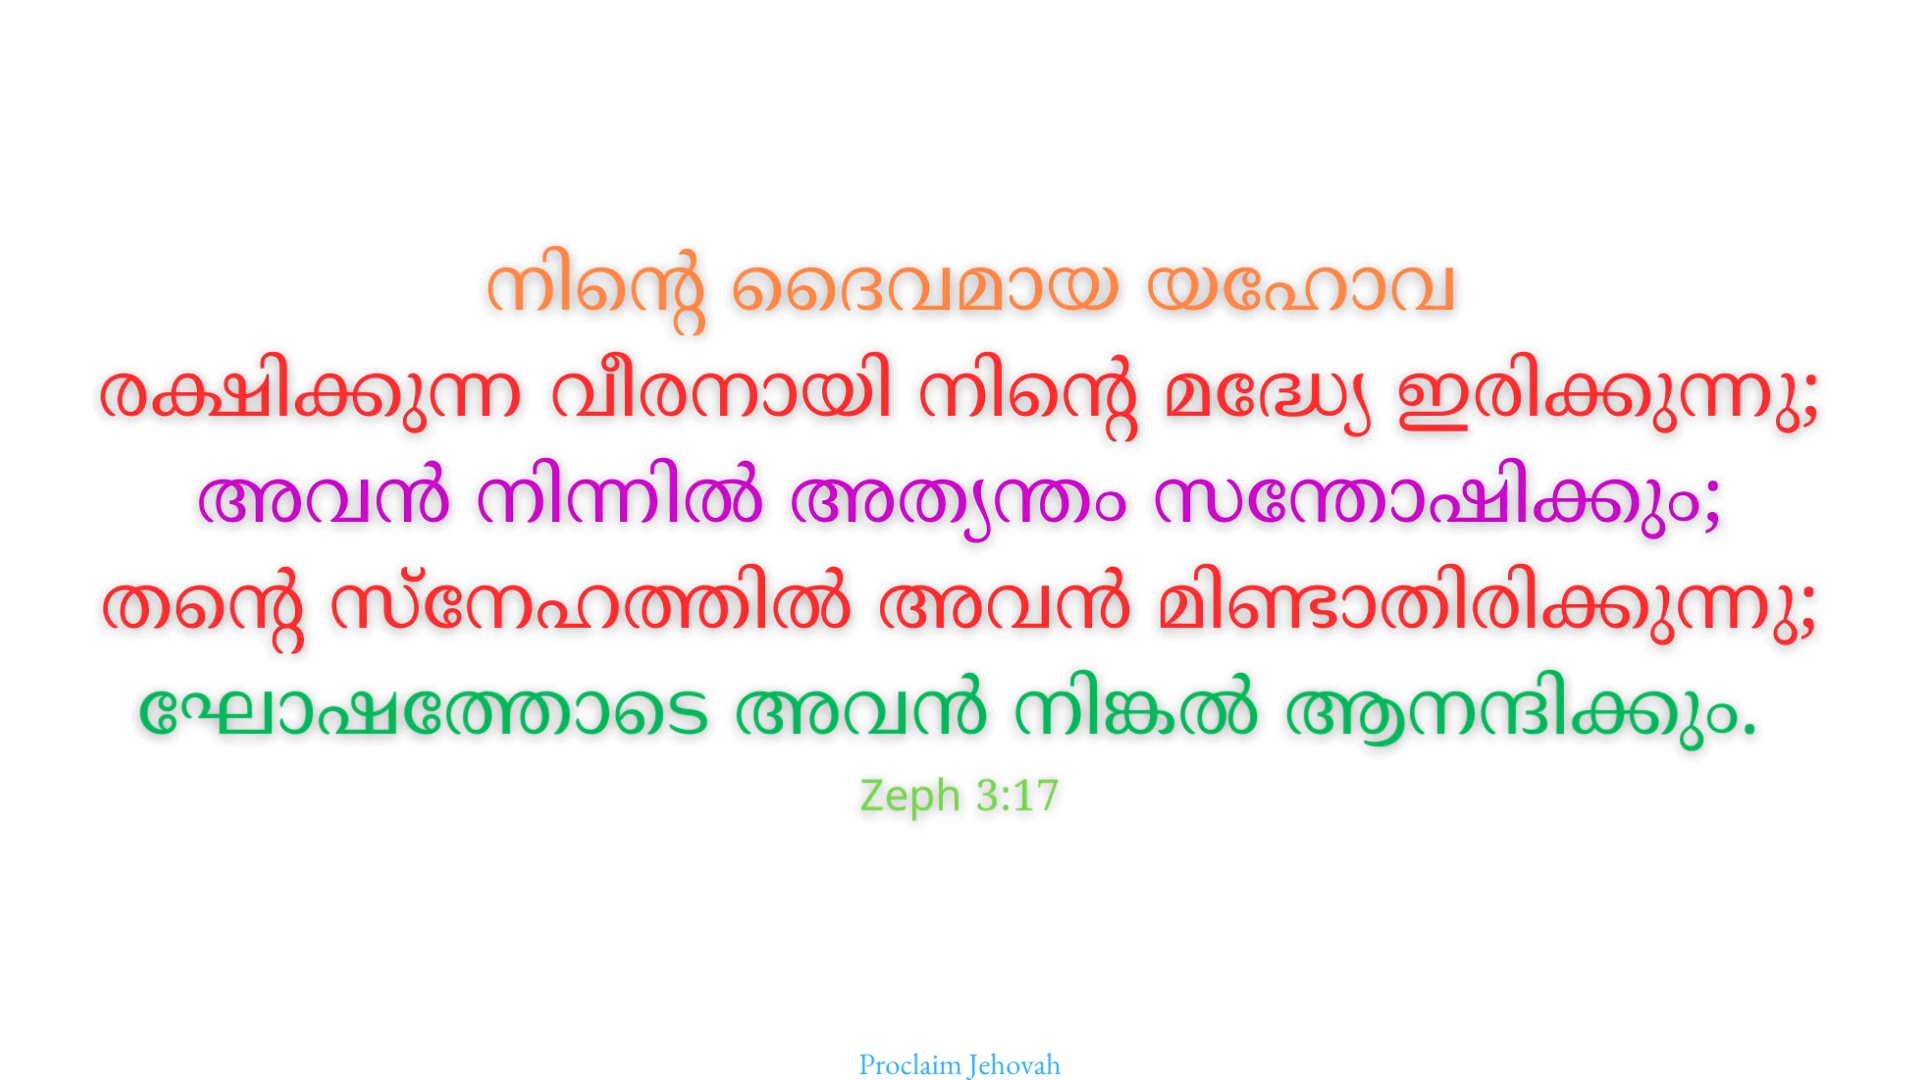 നിന്റെ ദൈവമായ യഹോവ
രക്ഷിക്കുന്ന വീരനായി നിന്റെ മദ്ധ്യേ ഇരിക്കുന്നു;
അവൻ നിന്നിൽ അത്യന്തം സന്തോഷിക്കും;
തന്റെ സ്നേഹത്തിൽ അവൻ മിണ്ടാതിരിക്കുന്നു;
ഘോഷത്തോടെ അവൻ നിങ്കൽ ആനന്ദിക്കും.
Zeph 3:17
Proclaim Jehovah